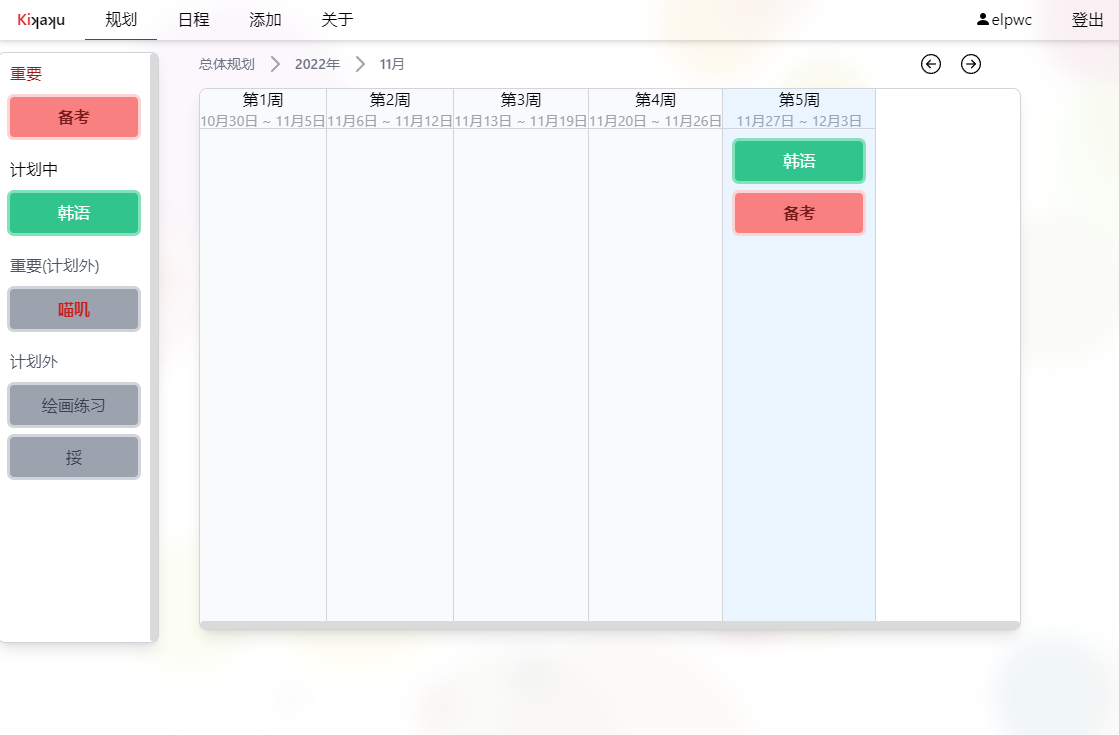 Kikaku 规划 日程 添加 关于 elpwc 登出
总体规划 2022年 11月
重要
备考
计划中
韩语
重要(计划外)
喵叽
计划外
绘画练习
挼
第1周 第2周 第3周 第4周 第5周
10月30日 ~ 11月5日 11月6日 ~ 11月12日 11月13日 ~ 11月19日 11月20日 ~ 11月26日 11月27日 ~ 12月3日
韩语
备考